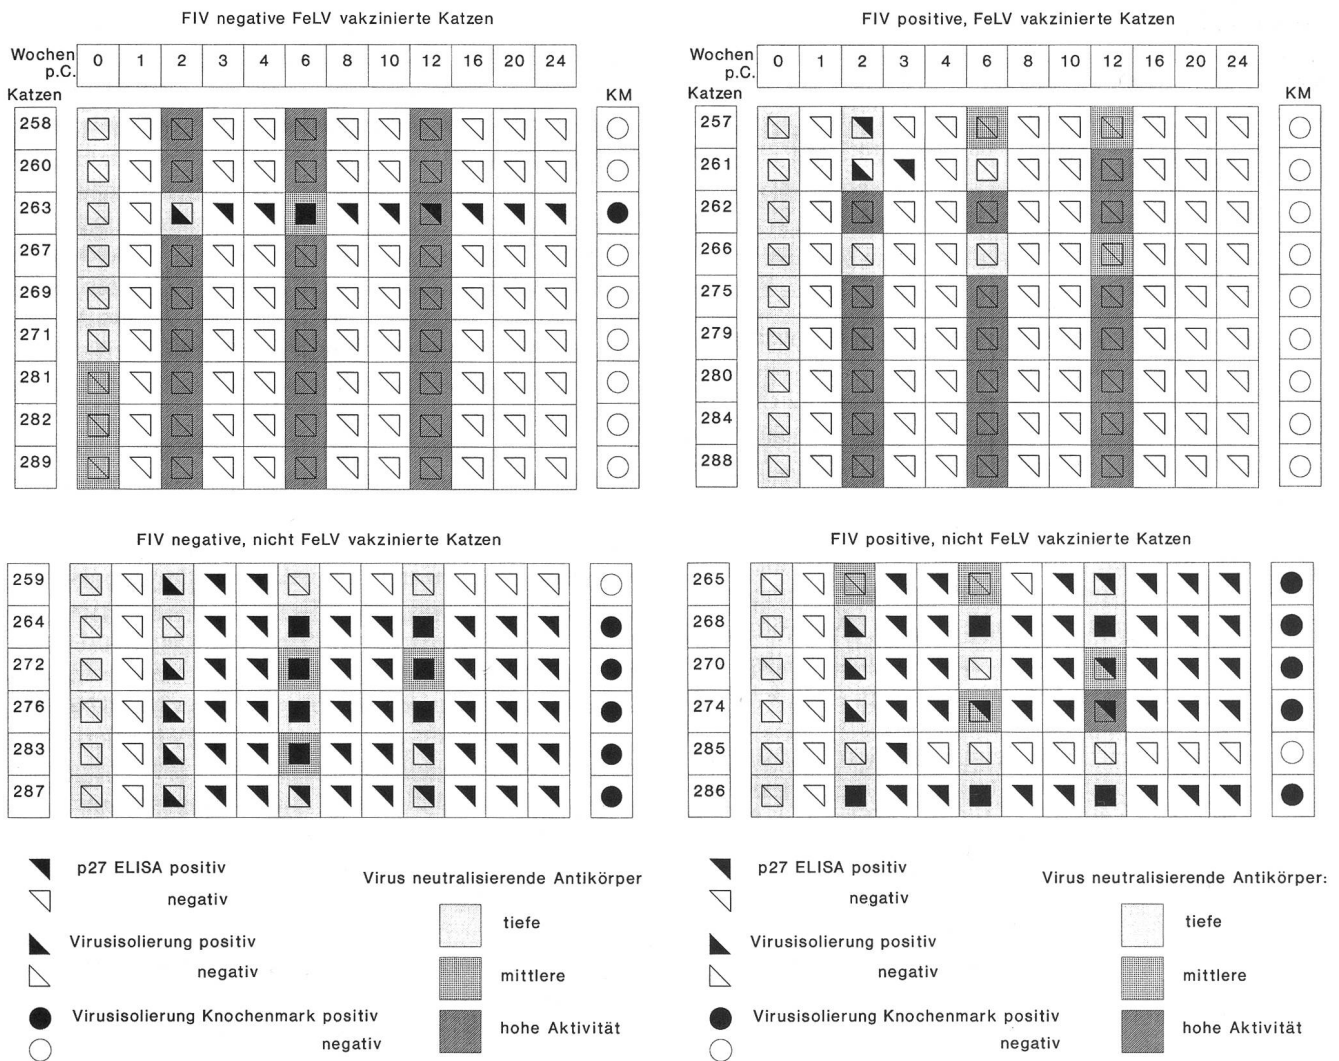 FIV negative FeLV vakzinierte Katzen
Wochen p.C. 0 1 2 3 4 6 8 10 12 16 20 24
Katzen KM
258
260
263
267
269
271
281
282
289
FIV positive, FeLV vakzinierte Katzen
Wochen p.C. 0 1 2 3 4 6 8 10 12 16 20 24
Katzen KM
257
261
262
266
275
279
280
284
288
FIV negative, nicht FeLV vakzinierte Katzen
259
264
272
276
283
287
FIV positive, nicht FeLV vakzinierte Katzen
265
268
270
274
285
286
p27 ELISA positiv
negativ
Virusisolierung positiv
negativ
Virusisolierung Knochenmark positiv
negativ
Virus neutralisierende Antikörper
tiefe
mittlere
hohe Aktivität
p27 ELISA positiv
negativ
Virusisolierung positiv
negativ
Virusisolierung Knochenmark positiv
negativ
Virus neutralisierende Antikörper:
tiefe
mittlere
hohe Aktivität